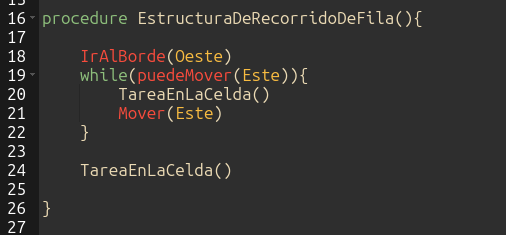 16 procedure EstructuraDeRecorridoDeFila(){
17
18 IrAlBorde(Oeste)
19 while(puedeMover(Este)){
20 TareaEnLaCelda()
21 Mover(Este)
22 }
23
24 TareaEnLaCelda()
25
26 }
27